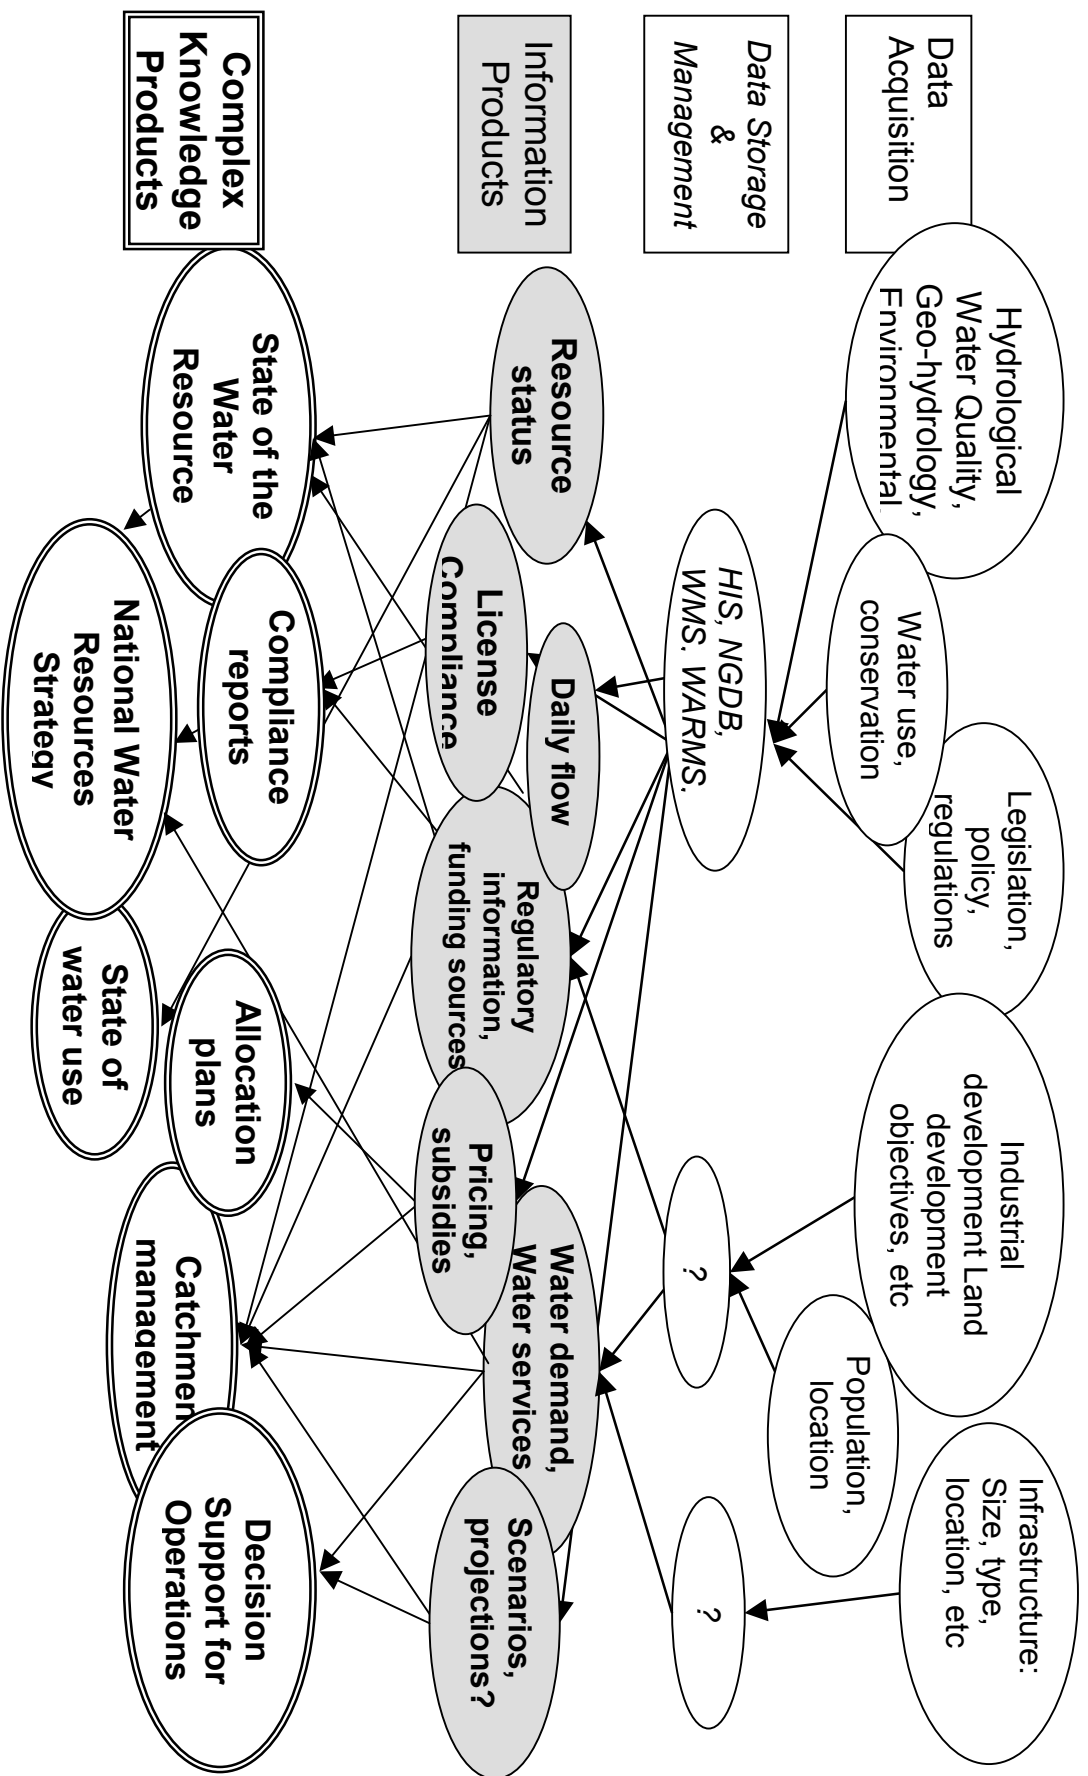 Data
Acquisition
Hydrological
Water Quality,
Geo-hydrology,
Environmental
Water use,
conservation
Legislation,
policy,
regulations
Industrial
development Land
development
objectives, etc
Population,
location
Infrastructure:
Size, type,
location, etc
Data Storage
&
Management
HIS, NGDB,
WMS. WARMS.
?
?
Information
Products
Resource
status
License
Compliance
Daily flow
Regulatory
information,
funding sources
Pricing,
subsidies
Water demand,
Water services
Scenarios,
projections?
Complex
Knowledge
Products
State of the
Water
Resource
Compliance
reports
National Water
Resources
Strategy
State of
water use
Allocation
plans
Catchmen
management
Decision
Support for
Operations